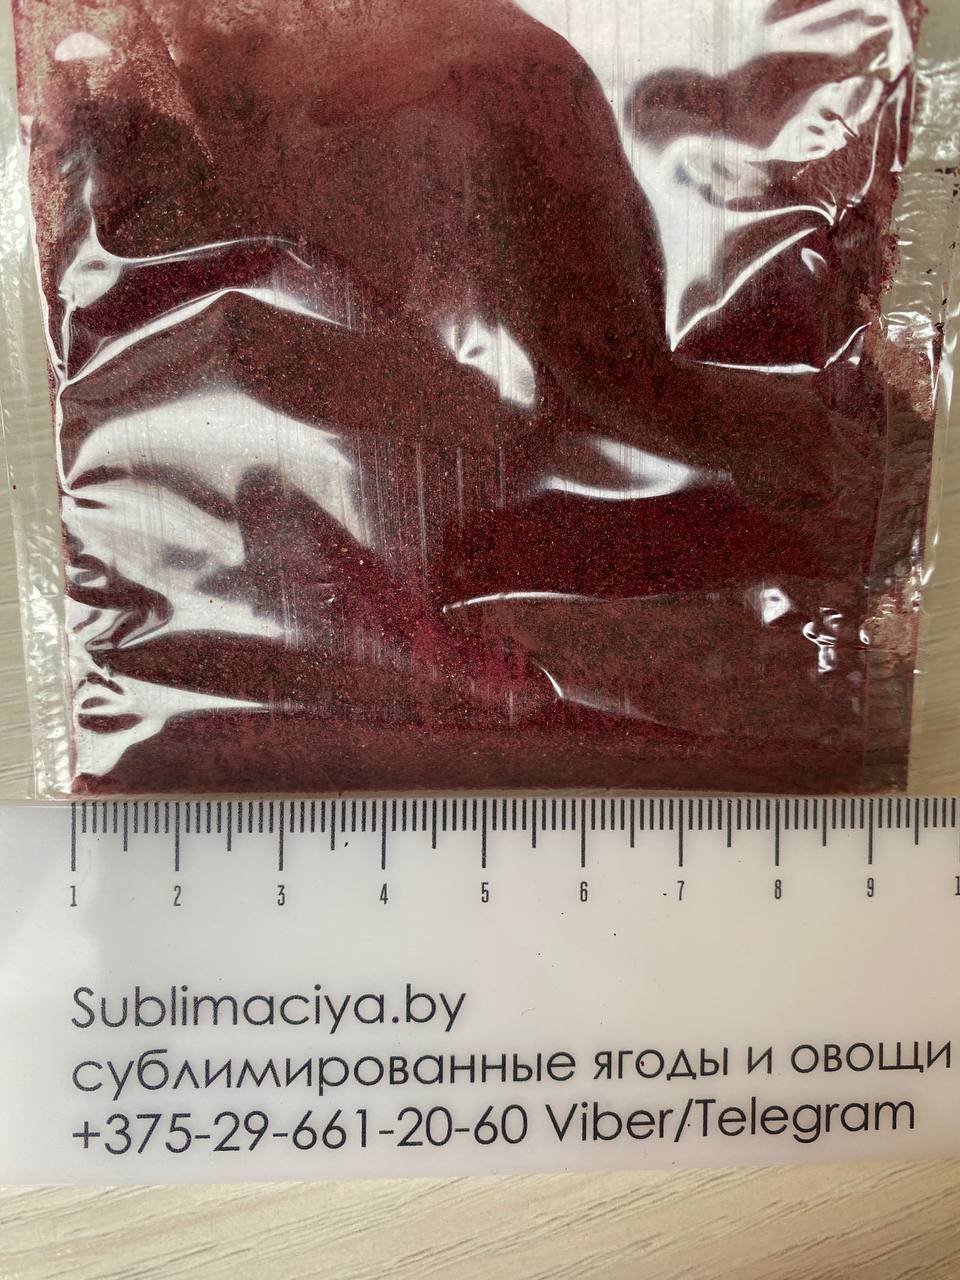 1 2 3 4 5 6 7 8 9
Sublimaciya.by
сублимированные ягоды и овощи
+375-29-661-20-60 Viber/Telegram